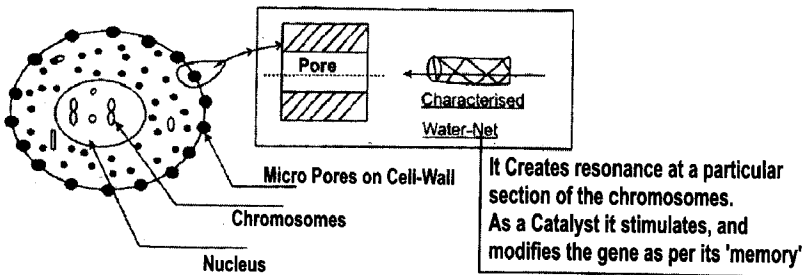 Pore
Characterised
Water-Net
Micro Pores on Cell-Wall
Chromosomes
Nucleus
It Creates resonance at a particular
section of the chromosomes.
As a Catalyst it stimulates, and
modifies the gene as per its 'memory'